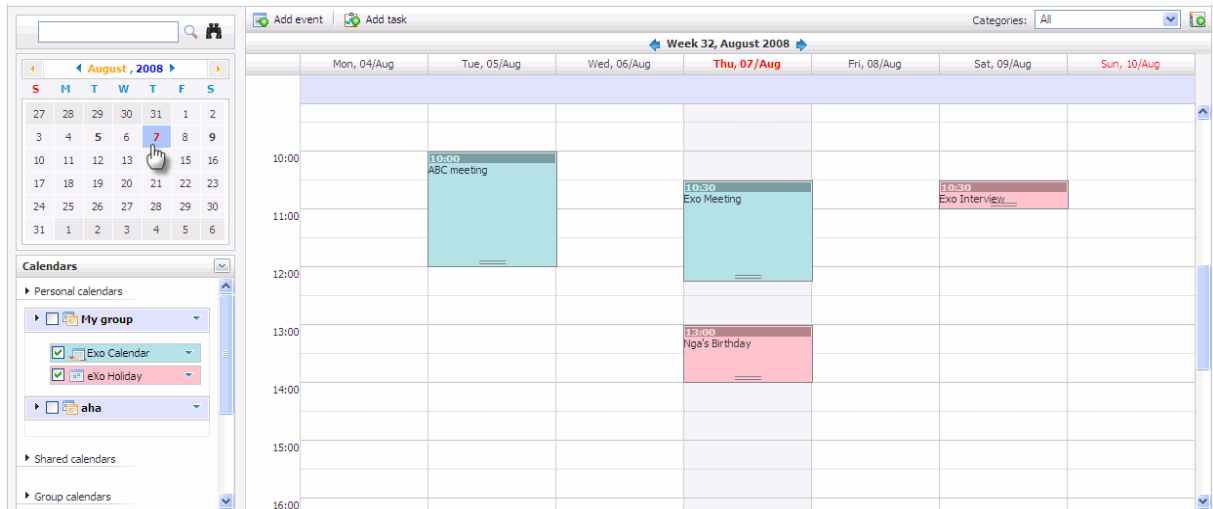 Add event Add task Categories: All
Week 32, August 2008
August , 2008
S M T W T F S
27 28 29 30 31 1 2
3 4 5 6 7 8 9
10 11 12 13 15 16
17 18 19 20 21 22 23
24 25 26 27 28 29 30
31 1 2 3 4 5 6
Calendars
Personal calendars
My group
Exo Calendar
eXo Holiday
aha
Shared calendars
Group calendars
Mon, 04/Aug Tue, 05/Aug Wed, 06/Aug Thu, 07/Aug Fri, 08/Aug Sat, 09/Aug Sun, 10/Aug
10:00
10:00
ABC meeting
10:30
Exo Meeting
10:30
Exo Interview
11:00
12:00
13:00
13:00
Nga's Birthday
14:00
15:00
16:00